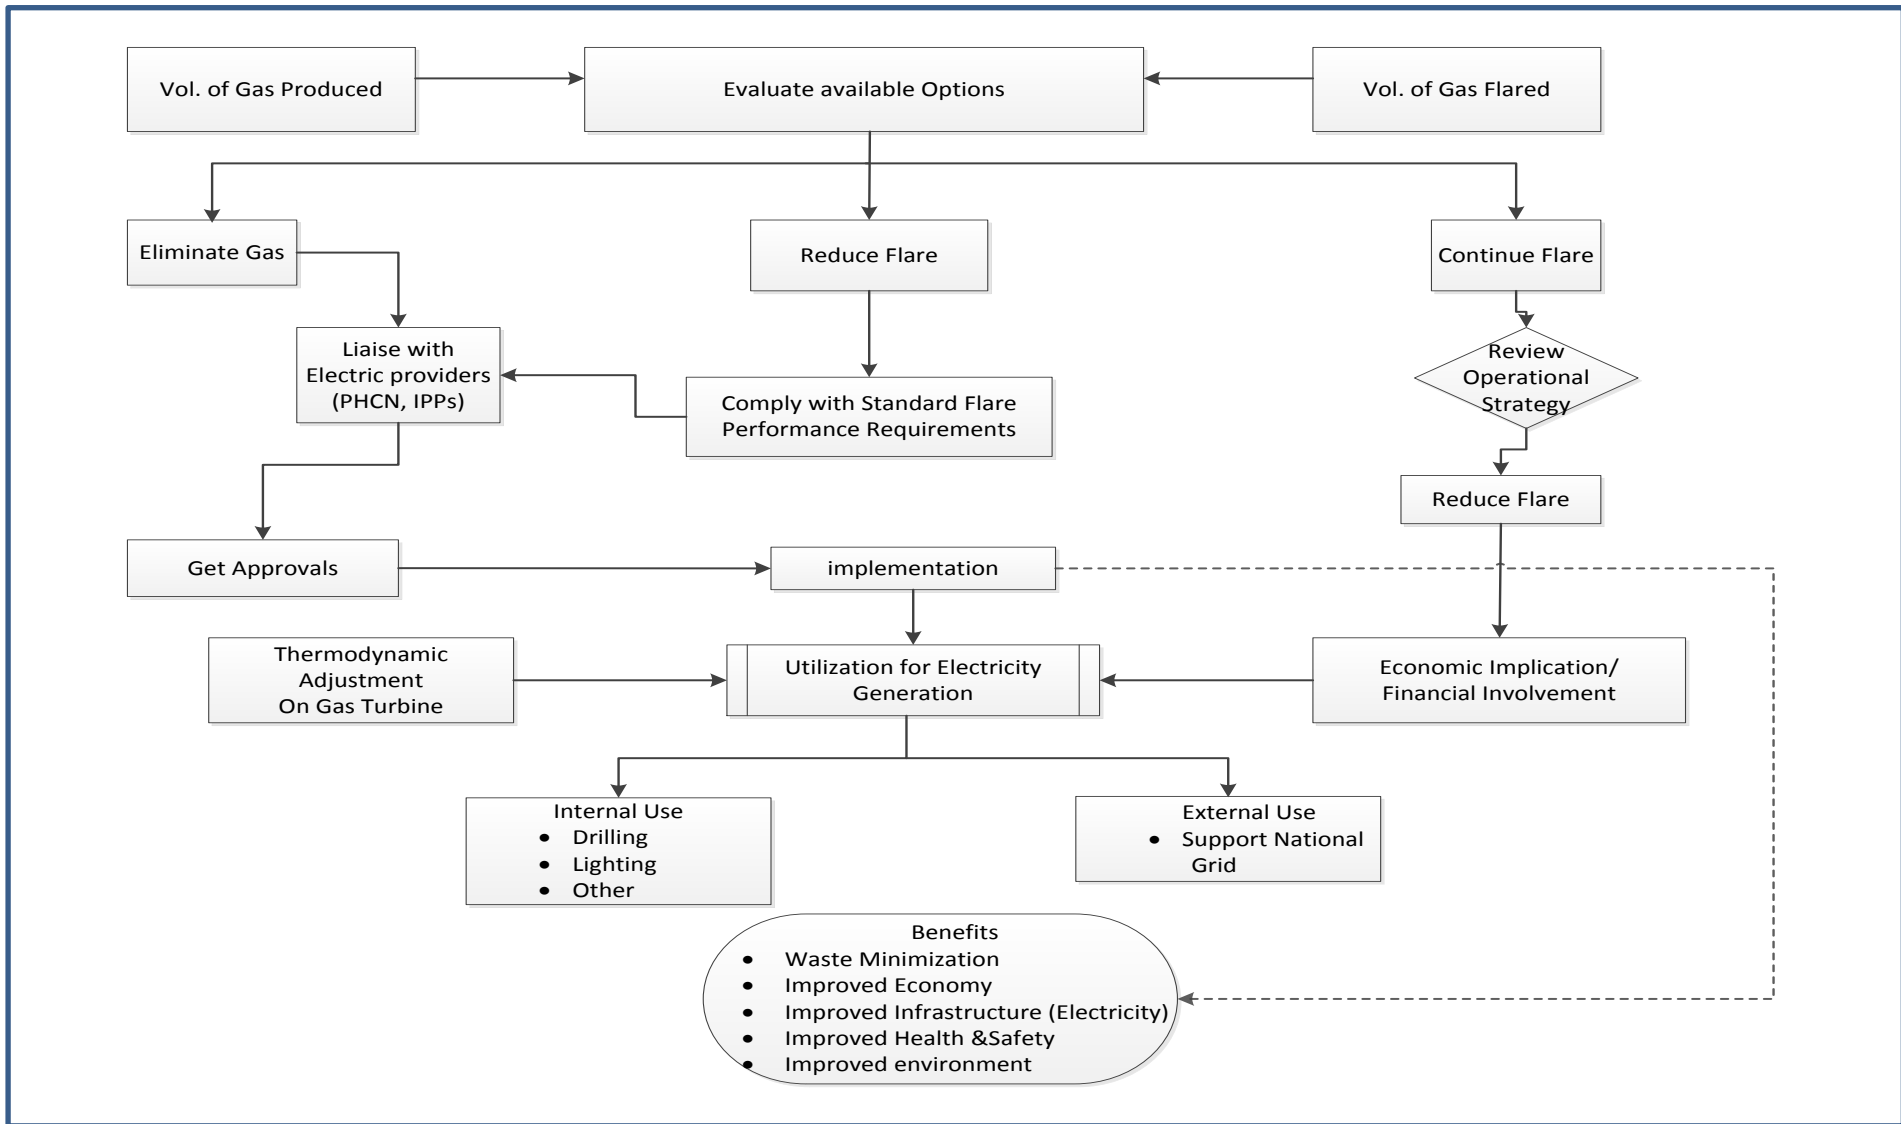 Vol. of Gas Produced
Evaluate available Options
Vol. of Gas Flared
Eliminate Gas
Reduce Flare
Continue Flare
Liaise with
Electric providers
(PHCN, IPPs)
Comply with Standard Flare
Performance Requirements
Review
Operational
Strategy
Reduce Flare
Get Approvals
implementation
Thermodynamic
Adjustment
On Gas Turbine
Utilization for Electricity
Generation
Economic Implication/
Financial Involvement
Internal Use
• Drilling
• Lighting
• Other
External Use
• Support National
Grid
Benefits
• Waste Minimization
• Improved Economy
• Improved Infrastructure (Electricity)
• Improved Health &Safety
• Improved environment